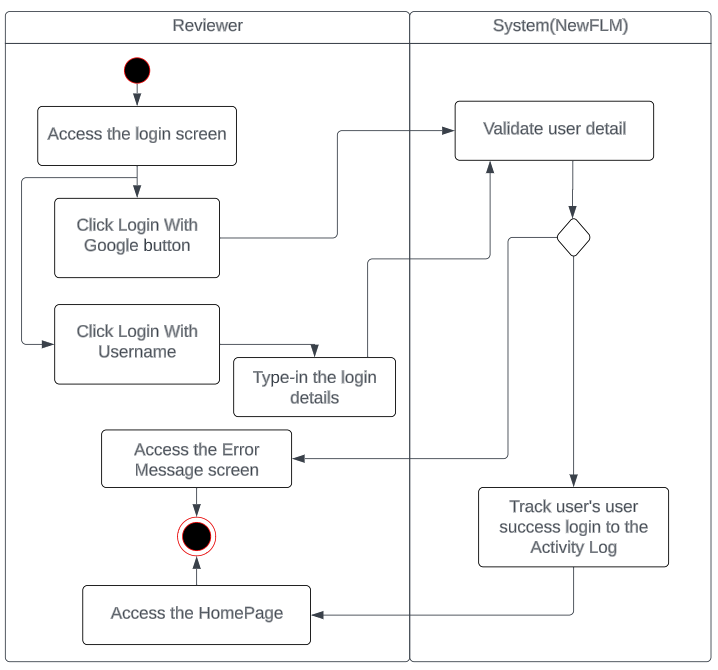 Reviewer
System(NewFLM)
Access the login screen
Validate user detail
Click Login With
Google button
Click Login With
Username
Type-in the login
details
Access the Error
Message screen
Track user's user
success login to the
Activity Log
Access the HomePage